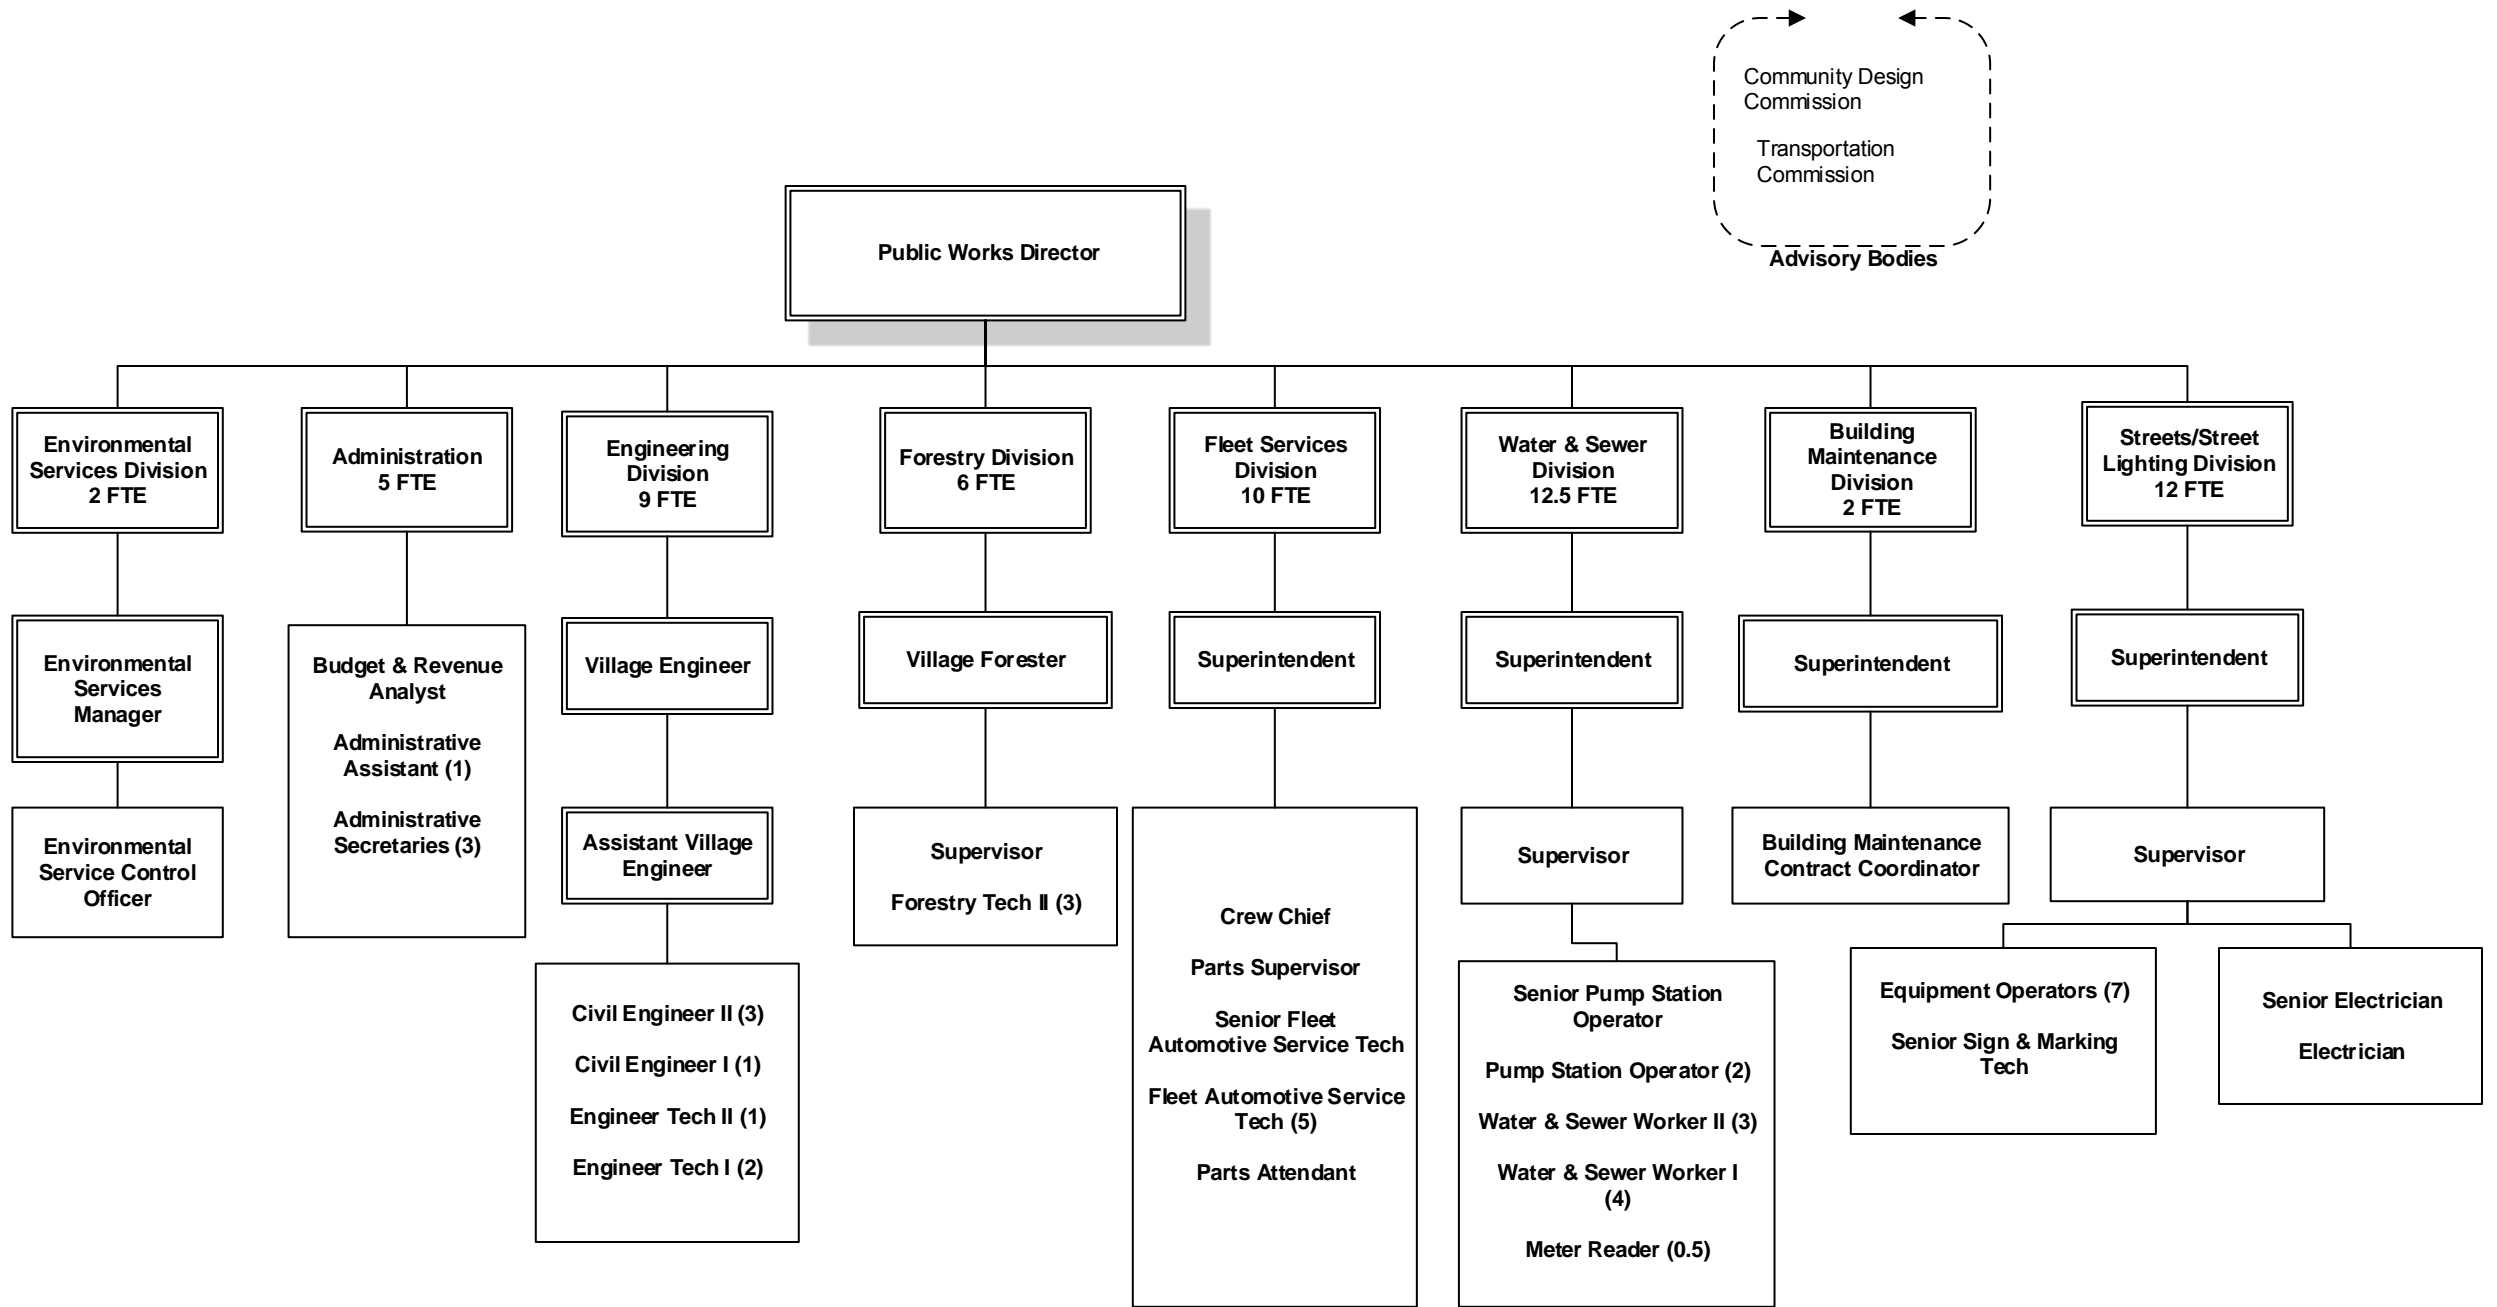 Community Design
Commission
Transportation
Commission
Advisory Bodies
Public Works Director
Environmental
Services Division
2 FTE
Administration
5 FTE
Engineering
Division
9 FTE
Forestry Division
6 FTE
Fleet Services
Division
10 FTE
Water & Sewer
Division
12.5 FTE
Building
Maintenance
Division
2 FTE
Streets/Street
Lighting Division
12 FTE
Environmental
Services
Manager
Budget & Revenue
Analyst
Administrative
Assistant (1)
Administrative
Secretaries (3)
Village Engineer
Village Forester
Superintendent
Superintendent
Superintendent
Superintendent
Environmental
Service Control
Officer
Assistant Village
Engineer
Supervisor
Forestry Tech II (3)
Crew Chief
Parts Supervisor
Senior Fleet
Automotive Service Tech
Fleet Automotive Service
Tech (5)
Parts Attendant
Supervisor
Building Maintenance
Contract Coordinator
Supervisor
Civil Engineer II (3)
Civil Engineer I (1)
Engineer Tech II (1)
Engineer Tech I (2)
Senior Pump Station
Operator
Pump Station Operator (2)
Water & Sewer Worker II (3)
Water & Sewer Worker I
(4)
Meter Reader (0.5)
Equipment Operators (7)
Senior Sign & Marking
Tech
Senior Electrician
Electrician